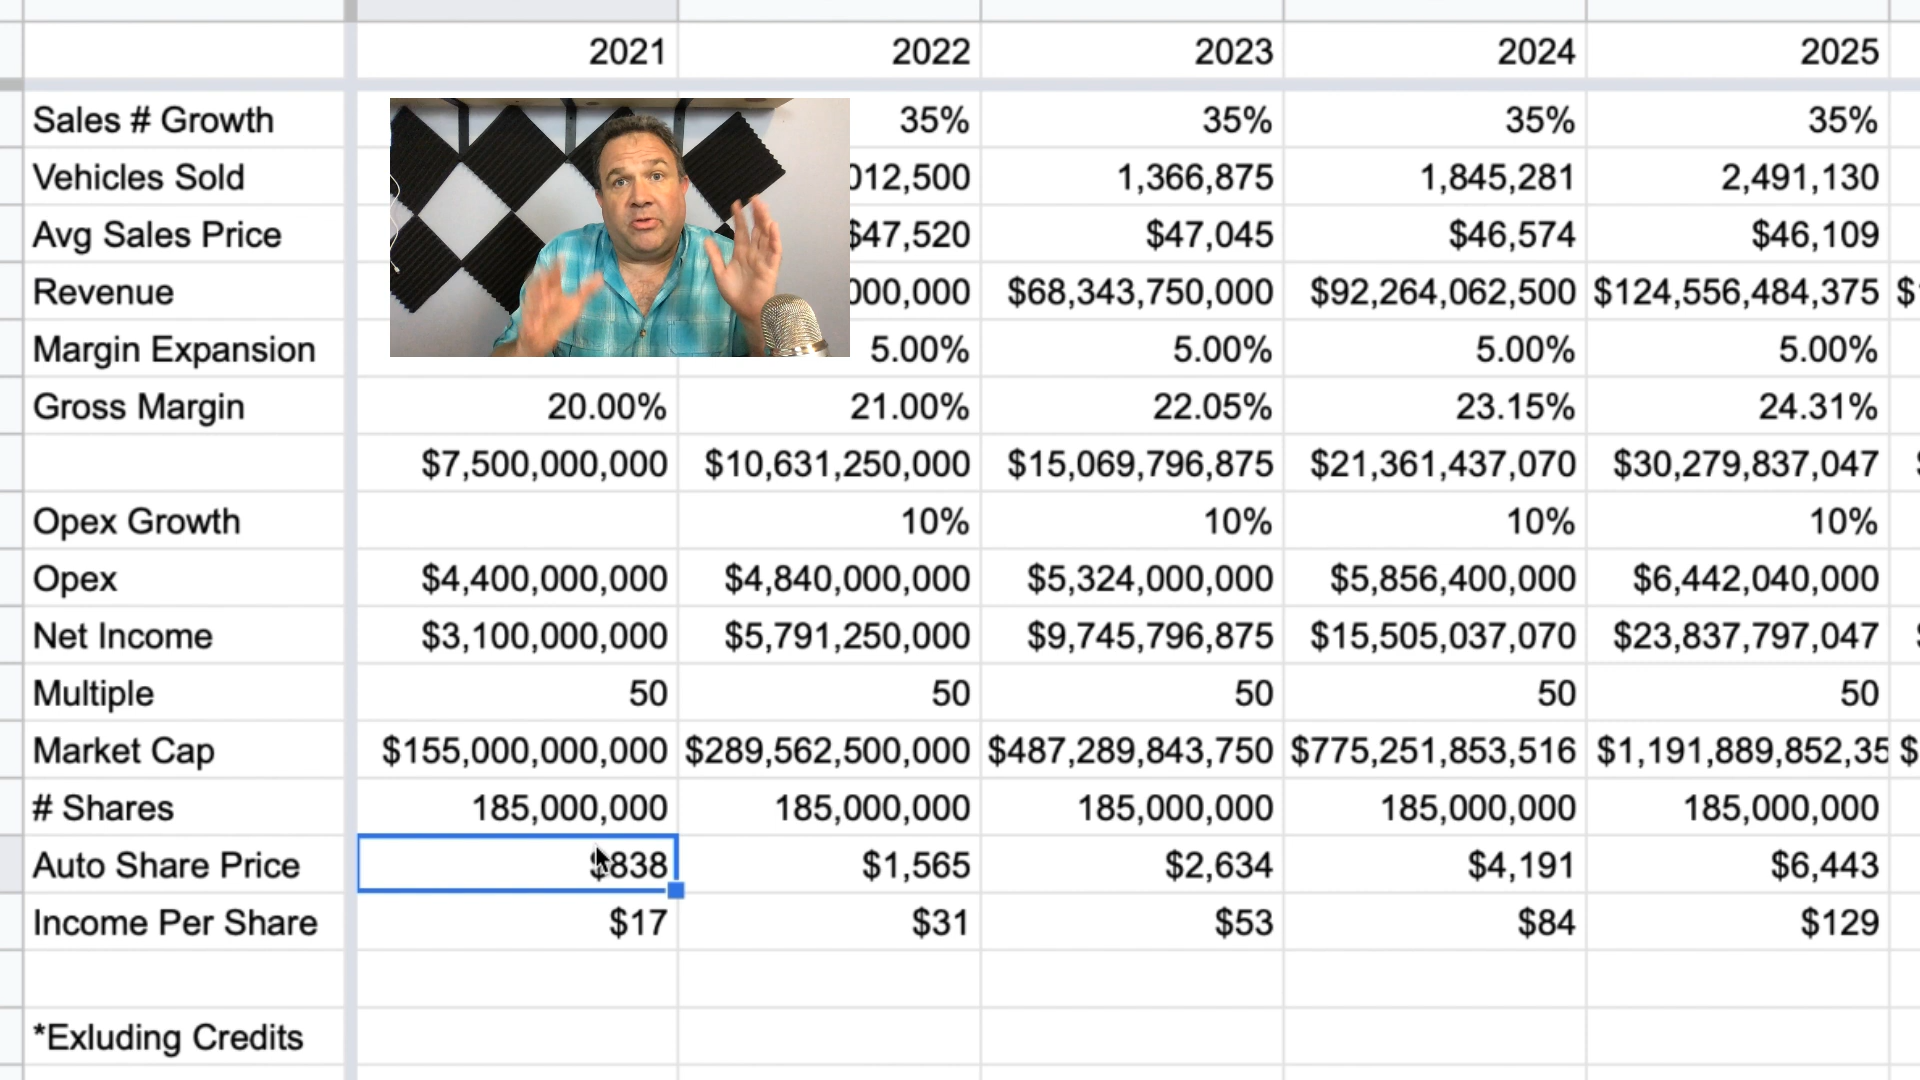 2021 2022 2023 2024 2025
Sales # Growth 35% 35% 35% 35%
Vehicles Sold 012,500 1,366,875 1,845,281 2,491,130
Avg Sales Price $47,520 $47,045 $46,574 $46,109
Revenue 000,000 $68,343,750,000 $92,264,062,500 $124,556,484,375 $
Margin Expansion 5.00% 5.00% 5.00% 5.00%
Gross Margin 20.00% 21.00% 22.05% 23.15% 24.31%
$7,500,000,000 $10,631,250,000 $15,069,796,875 $21,361,437,070 $30,279,837,047
Opex Growth 10% 10% 10% 10%
Opex $4,400,000,000 $4,840,000,000 $5,324,000,000 $5,856,400,000 $6,442,040,000
Net Income $3,100,000,000 $5,791,250,000 $9,745,796,875 $15,505,037,070 $23,837,797,047
Multiple 50 50 50 50 50
Market Cap $155,000,000,000 $289,562,500,000 $487,289,843,750 $775,251,853,516 $1,191,889,852,35 $
# Shares 185,000,000 185,000,000 185,000,000 185,000,000 185,000,000
Auto Share Price $838 $1,565 $2,634 $4,191 $6,443
Income Per Share $17 $31 $53 $84 $129
*Exluding Credits